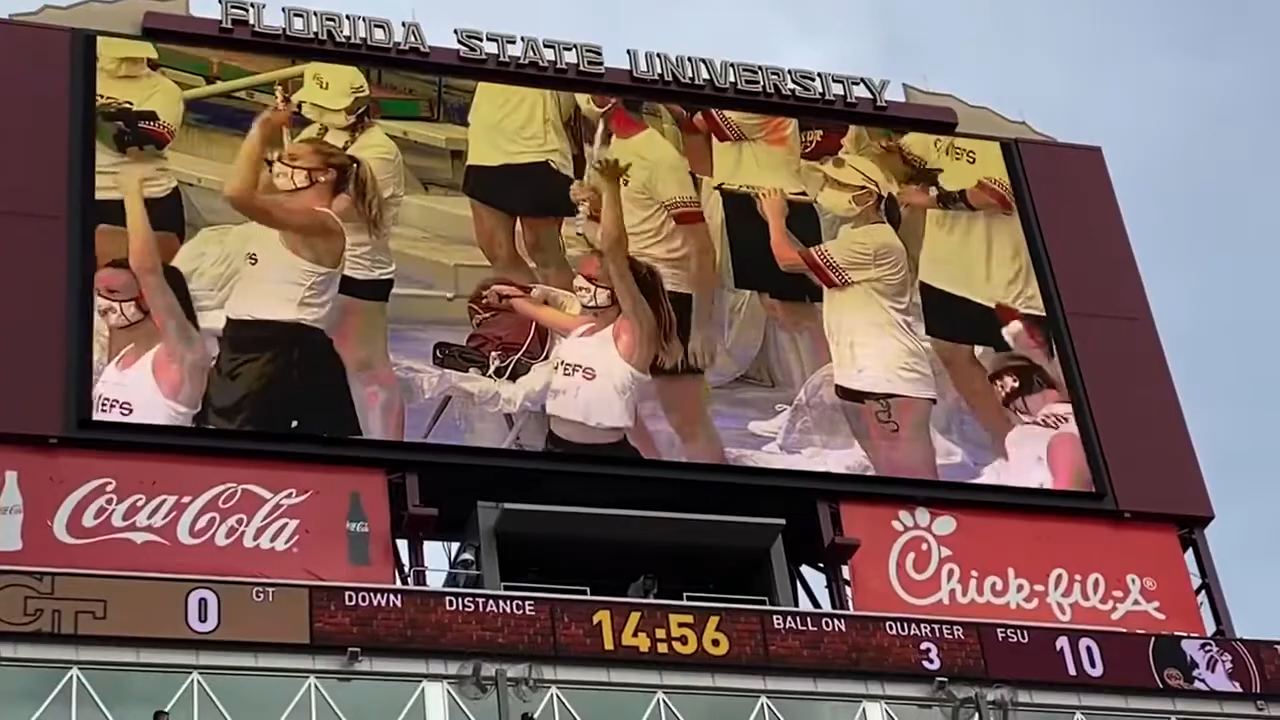 FLORIDA STATE UNIVERSITY
FSU
Coca-Cola
Chick-fil-A®
GT
0
GT
DOWN
DISTANCE
14:56
BALL ON
QUARTER
3
FSU
10